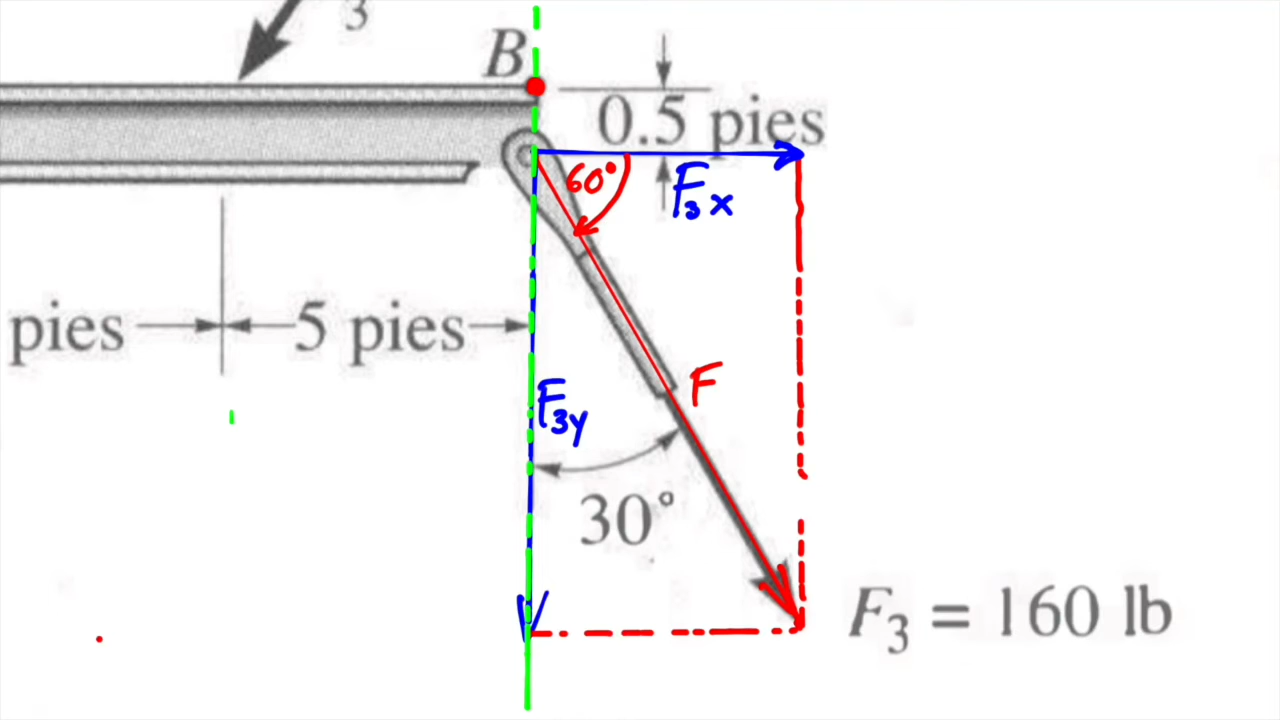 3
B
0.5 pies
60°
F3x
pies
5 pies
F3y
F
30°
F3 = 160 lb